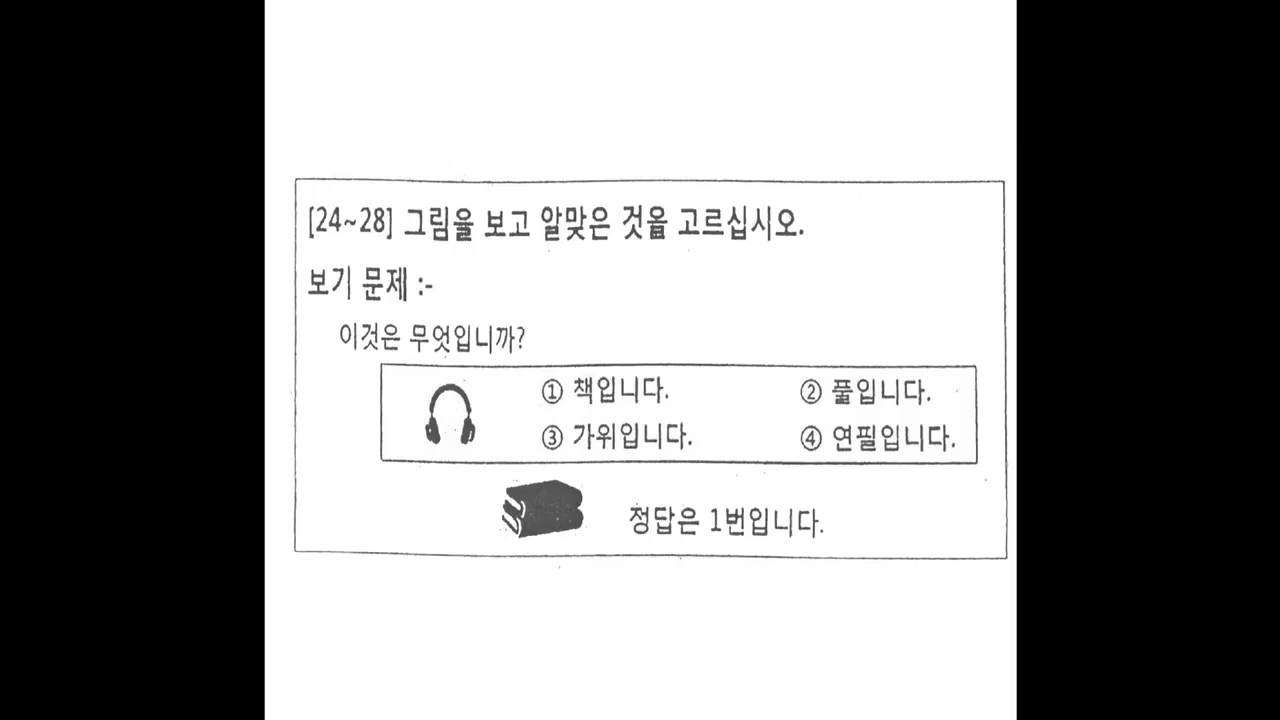 [24~28] 그림을 보고 알맞은 것을 고르십시오.
보기 문제 :-
이것은 무엇입니까?
① 책입니다. ②풀입니다.
③ 가위입니다. ④ 연필입니다.
정답은 1번입니다.